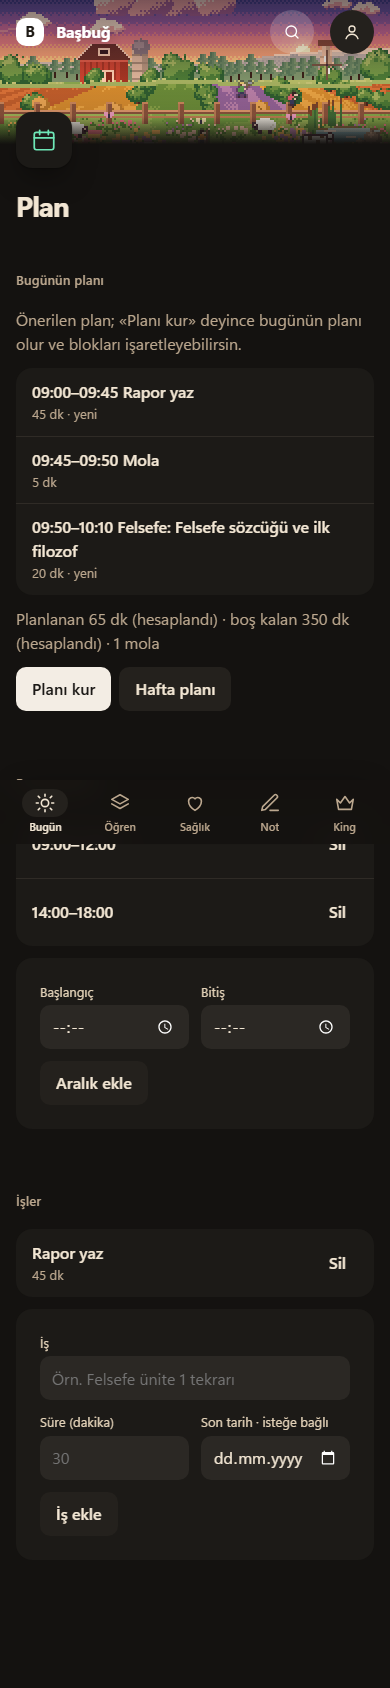 B Başbuğ
Plan
Bugünün planı
Önerilen plan; «Planı kur» deyince bugünün planı
olur ve blokları işaretleyebilirsin.
09:00–09:45 Rapor yaz
45 dk · yeni
09:45–09:50 Mola
5 dk
09:50–10:10 Felsefe: Felsefe sözcüğü ve ilk
filozof
20 dk · yeni
Planlanan 65 dk (hesaplandı) · boş kalan 350 dk
(hesaplandı) · 1 mola
Planı kur Hafta planı
Bugün Öğren Sağlık Not King
09:00–12:00 Sil
14:00–18:00 Sil
Başlangıç Bitiş
--:-- --:--
Aralık ekle
İşler
Rapor yaz
45 dk
Sil
İş
Örn. Felsefe ünite 1 tekrarı
Süre (dakika) Son tarih · isteğe bağlı
30 dd.mm.yyyy
İş ekle